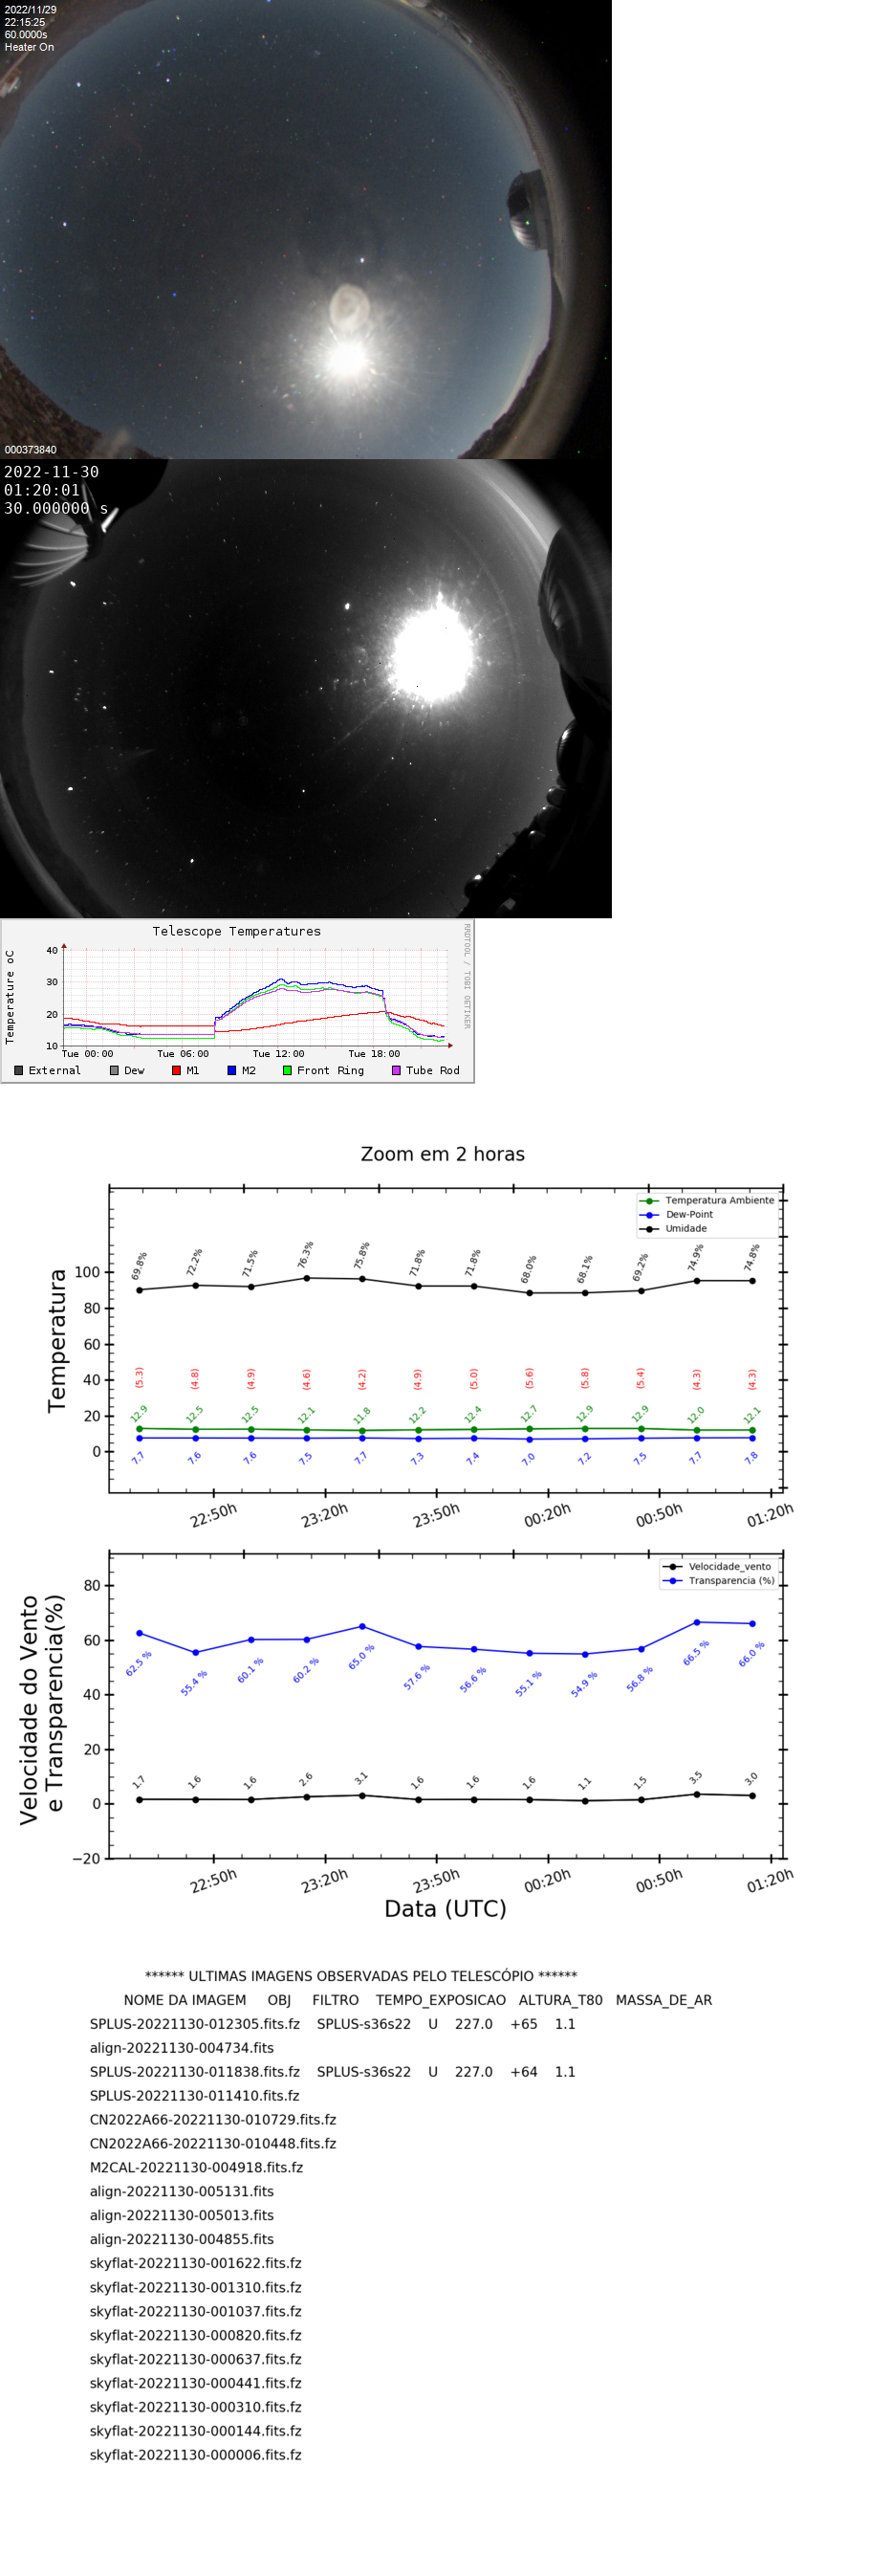 2022/11/29
22:15:25
60.0000s
Heater On
000373840
2022-11-30
01:20:01
30.000000 s
Telescope Temperatures
RRDTOOL / TOBI OETIKER
Temperature oC
40
30
20
10
Tue 00:00 Tue 06:00 Tue 12:00 Tue 18:00
External Dew M1 M2 Front Ring Tube Rod
Zoom em 2 horas
Temperatura Ambiente
Dew-Point
Umidade
Temperatura
100
80
60
40
20
0
69.8% 72.2% 71.5% 76.3% 75.8% 71.8% 71.8% 68.0% 68.1% 69.2% 74.9% 74.8%
(5.3) (4.8) (4.9) (4.6) (4.2) (4.9) (5.0) (5.6) (5.8) (5.4) (4.3) (4.3)
12.9 12.5 12.5 12.1 11.8 12.2 12.4 12.7 12.9 12.9 12.0 12.1
7.7 7.6 7.6 7.5 7.7 7.3 7.4 7.0 7.2 7.5 7.7 7.8
22:50h 23:20h 23:50h 00:20h 00:50h 01:20h
Velocidade_vento
Transparencia (%)
Velocidade do Vento
e Transparencia(%)
80
60
40
20
0
−20
62.5 % 55.4 % 60.1 % 60.2 % 65.0 % 57.6 % 56.6 % 55.1 % 54.9 % 56.8 % 66.5 % 66.0 %
1.7 1.6 1.6 2.6 3.1 1.6 1.6 1.6 1.1 1.5 3.5 3.0
22:50h 23:20h 23:50h 00:20h 00:50h 01:20h
Data (UTC)
****** ULTIMAS IMAGENS OBSERVADAS PELO TELESCÓPIO ******
NOME DA IMAGEM OBJ FILTRO TEMPO_EXPOSICAO ALTURA_T80 MASSA_DE_AR
SPLUS-20221130-012305.fits.fz SPLUS-s36s22 U 227.0 +65 1.1
align-20221130-004734.fits
SPLUS-20221130-011838.fits.fz SPLUS-s36s22 U 227.0 +64 1.1
SPLUS-20221130-011410.fits.fz
CN2022A66-20221130-010729.fits.fz
CN2022A66-20221130-010448.fits.fz
M2CAL-20221130-004918.fits.fz
align-20221130-005131.fits
align-20221130-005013.fits
align-20221130-004855.fits
skyflat-20221130-001622.fits.fz
skyflat-20221130-001310.fits.fz
skyflat-20221130-001037.fits.fz
skyflat-20221130-000820.fits.fz
skyflat-20221130-000637.fits.fz
skyflat-20221130-000441.fits.fz
skyflat-20221130-000310.fits.fz
skyflat-20221130-000144.fits.fz
skyflat-20221130-000006.fits.fz